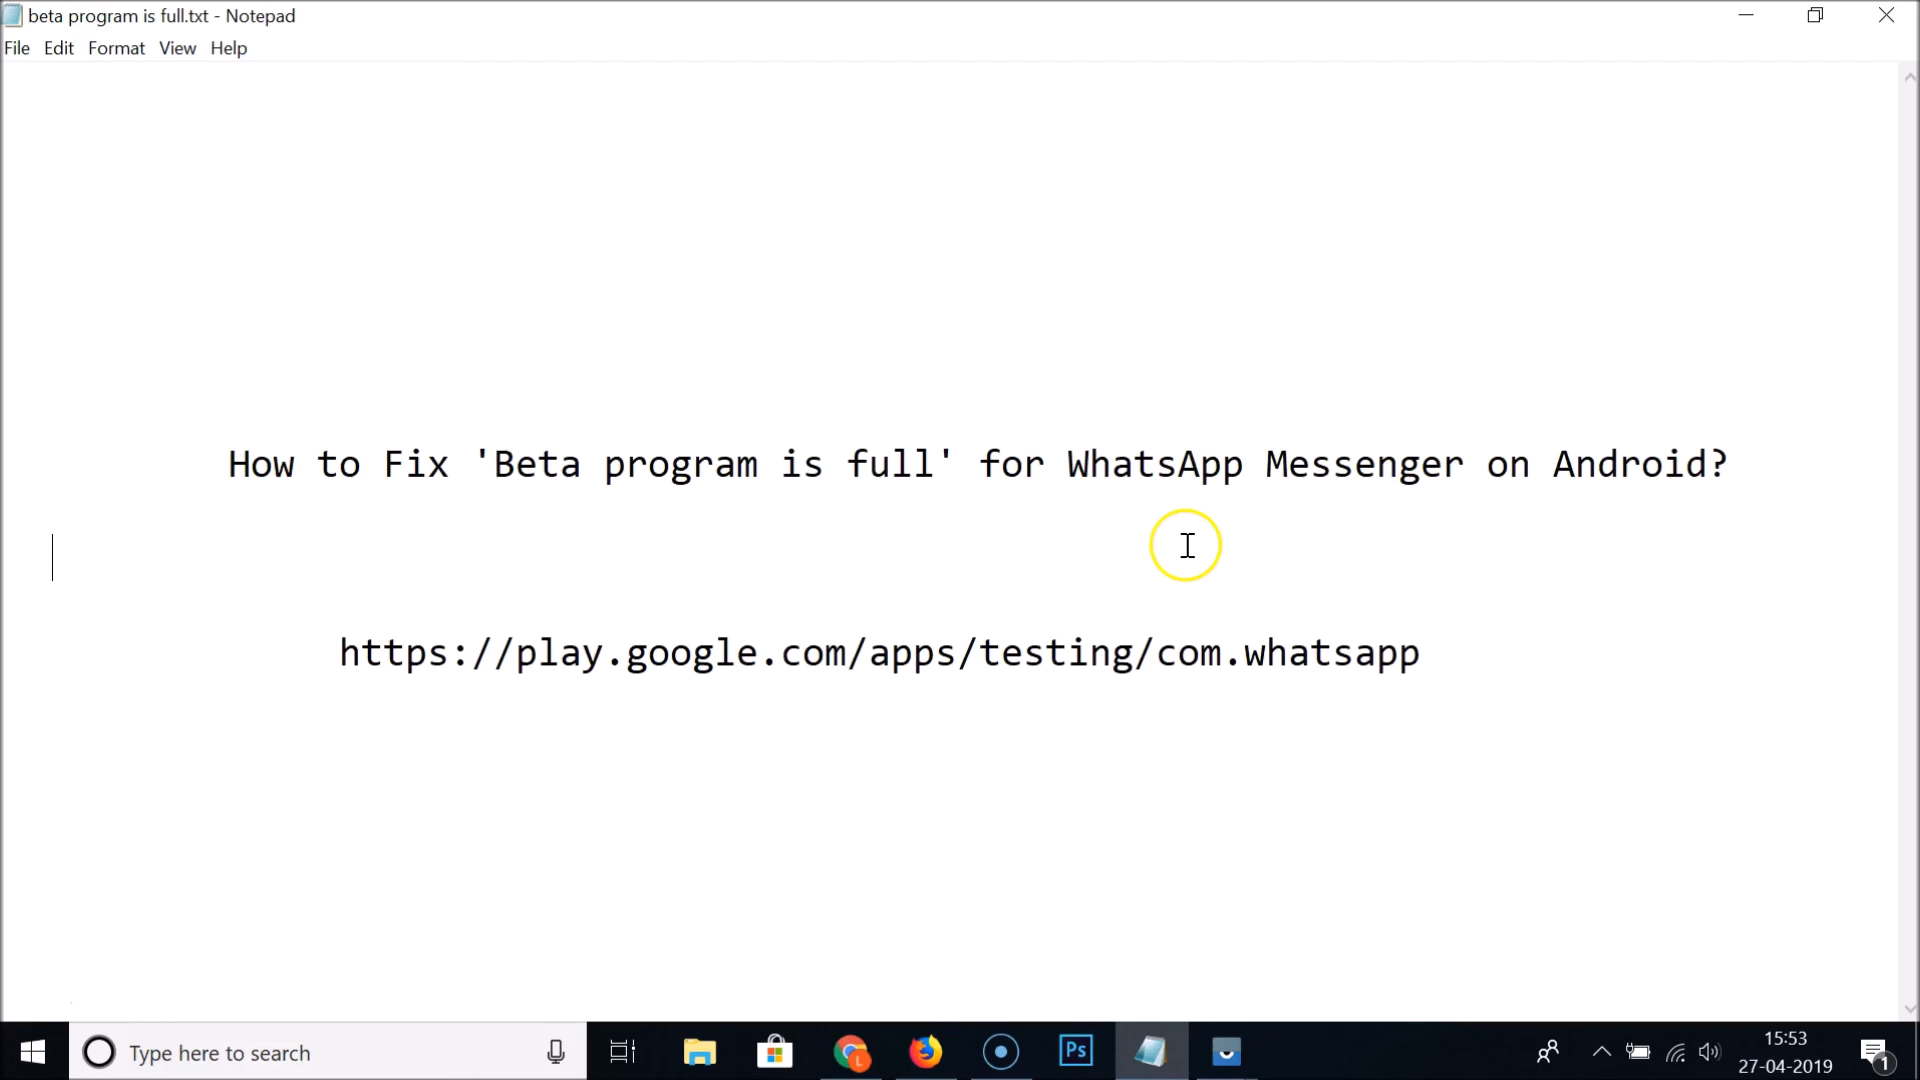 beta program is full.txt - Notepad
File Edit Format View Help
How to Fix 'Beta program is full' for WhatsApp Messenger on Android?
https://play.google.com/apps/testing/com.whatsapp
Type here to search
L
Ps
15:53
27-04-2019
1